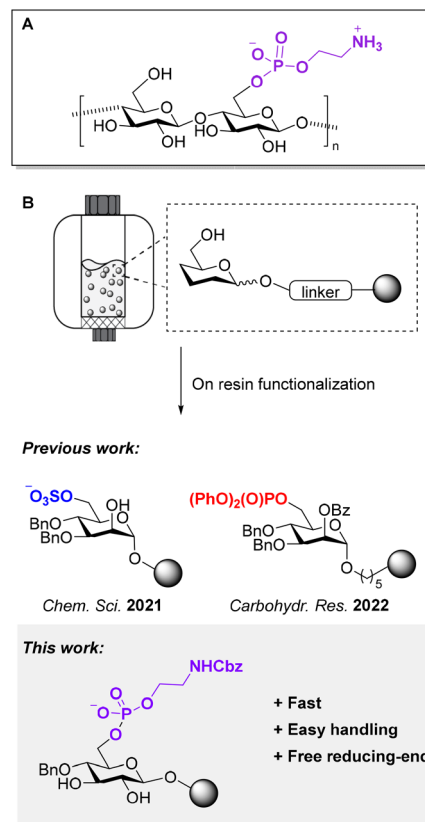 A
O
⁻O P O
O
+
NH₃
OH
O
HO
HO
O
O
HO
OH
O
n
B
OH
O
O
linker
On resin functionalization
Previous work:
⁻O₃SO
OH
BnO
BnO
O
O
(PhO)₂(O)PO
OBz
BnO
BnO
O
O
5
Chem. Sci. 2021
Carbohydr. Res. 2022
This work:
NHCbz
O
⁻O P O
O
BnO
HO
O
OH
O
+ Fast
+ Easy handling
+ Free reducing-end